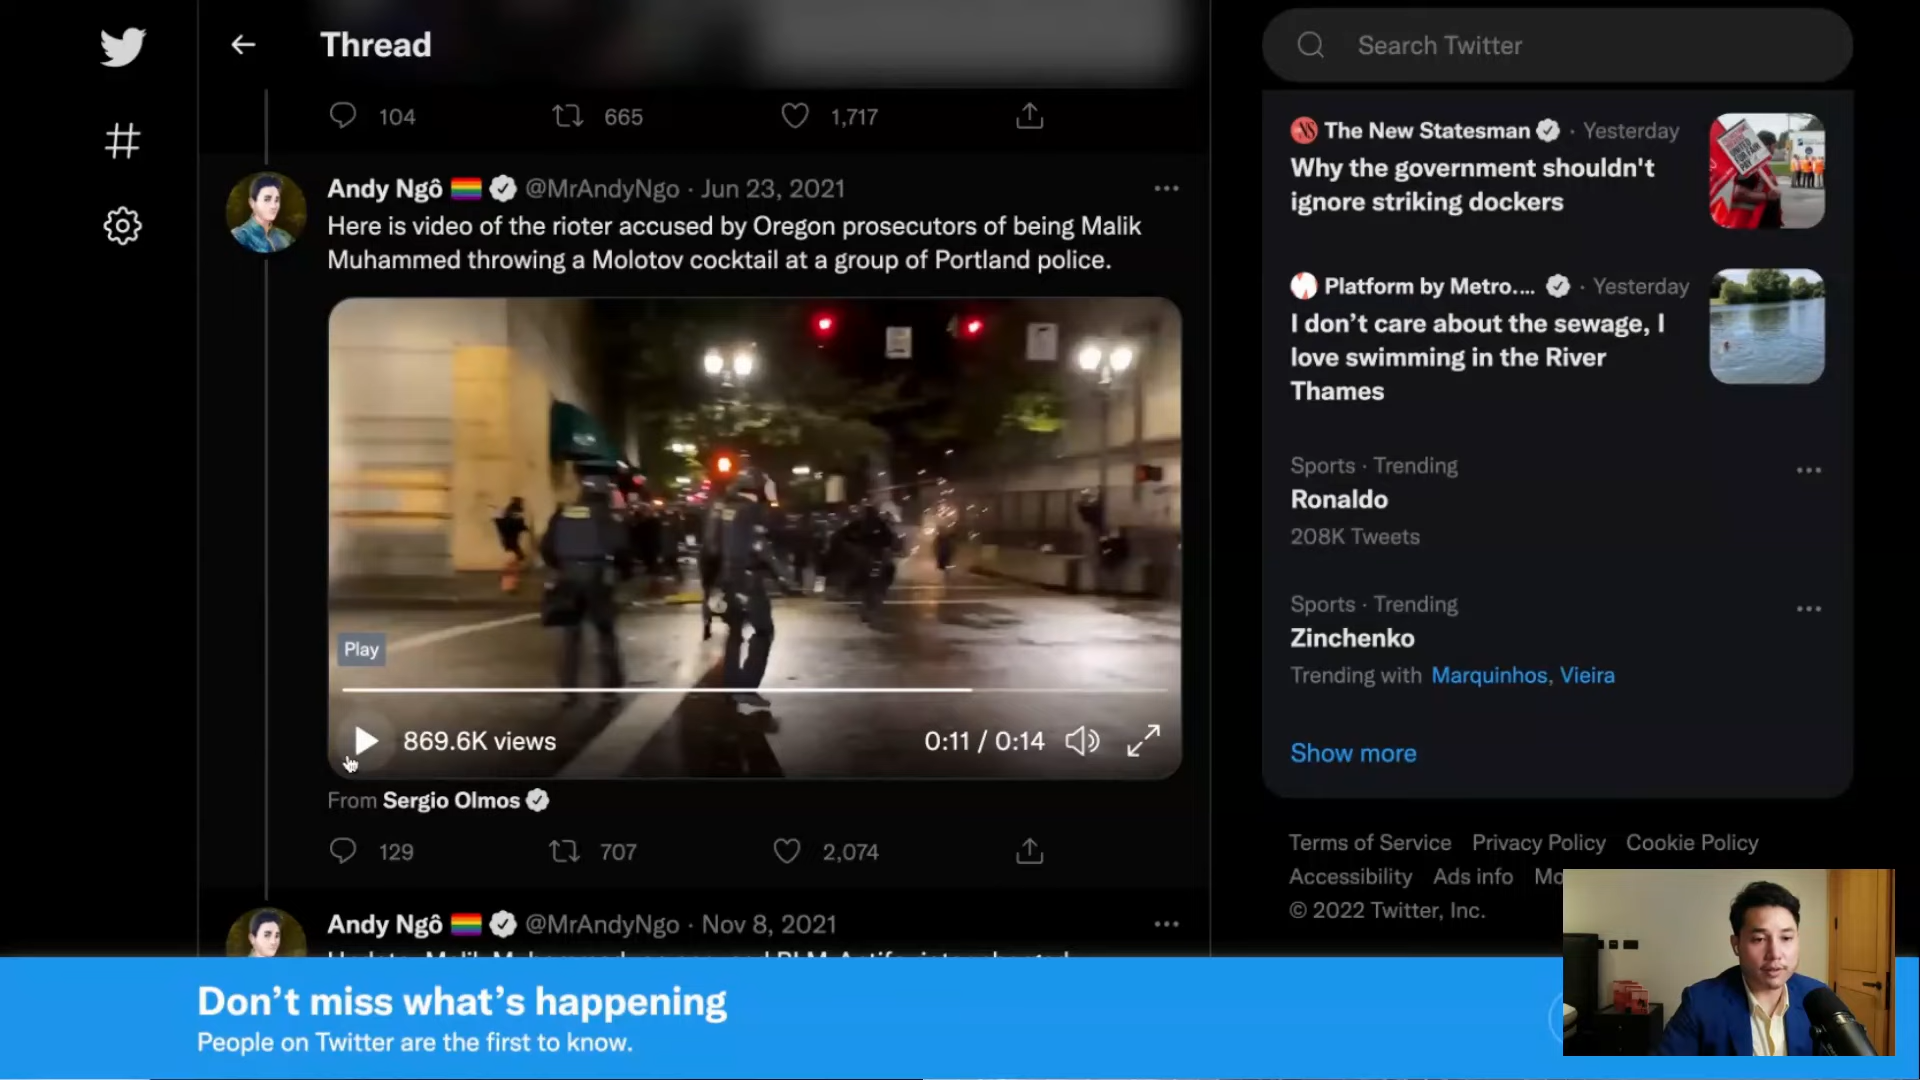 Thread
Search Twitter
104
665
1,717
Andy Ngô @MrAndyNgo · Jun 23, 2021
Here is video of the rioter accused by Oregon prosecutors of being Malik
Muhammed throwing a Molotov cocktail at a group of Portland police.
Play
869.6K views
0:11 / 0:14
From Sergio Olmos
129
707
2,074
Andy Ngô @MrAndyNgo · Nov 8, 2021
The New Statesman · Yesterday
Why the government shouldn't
ignore striking dockers
Platform by Metro.... · Yesterday
I don't care about the sewage, I
love swimming in the River
Thames
Sports · Trending
Ronaldo
208K Tweets
Sports · Trending
Zinchenko
Trending with Marquinhos, Vieira
Show more
Terms of Service Privacy Policy Cookie Policy
Accessibility Ads info
© 2022 Twitter, Inc.
Don't miss what's happening
People on Twitter are the first to know.